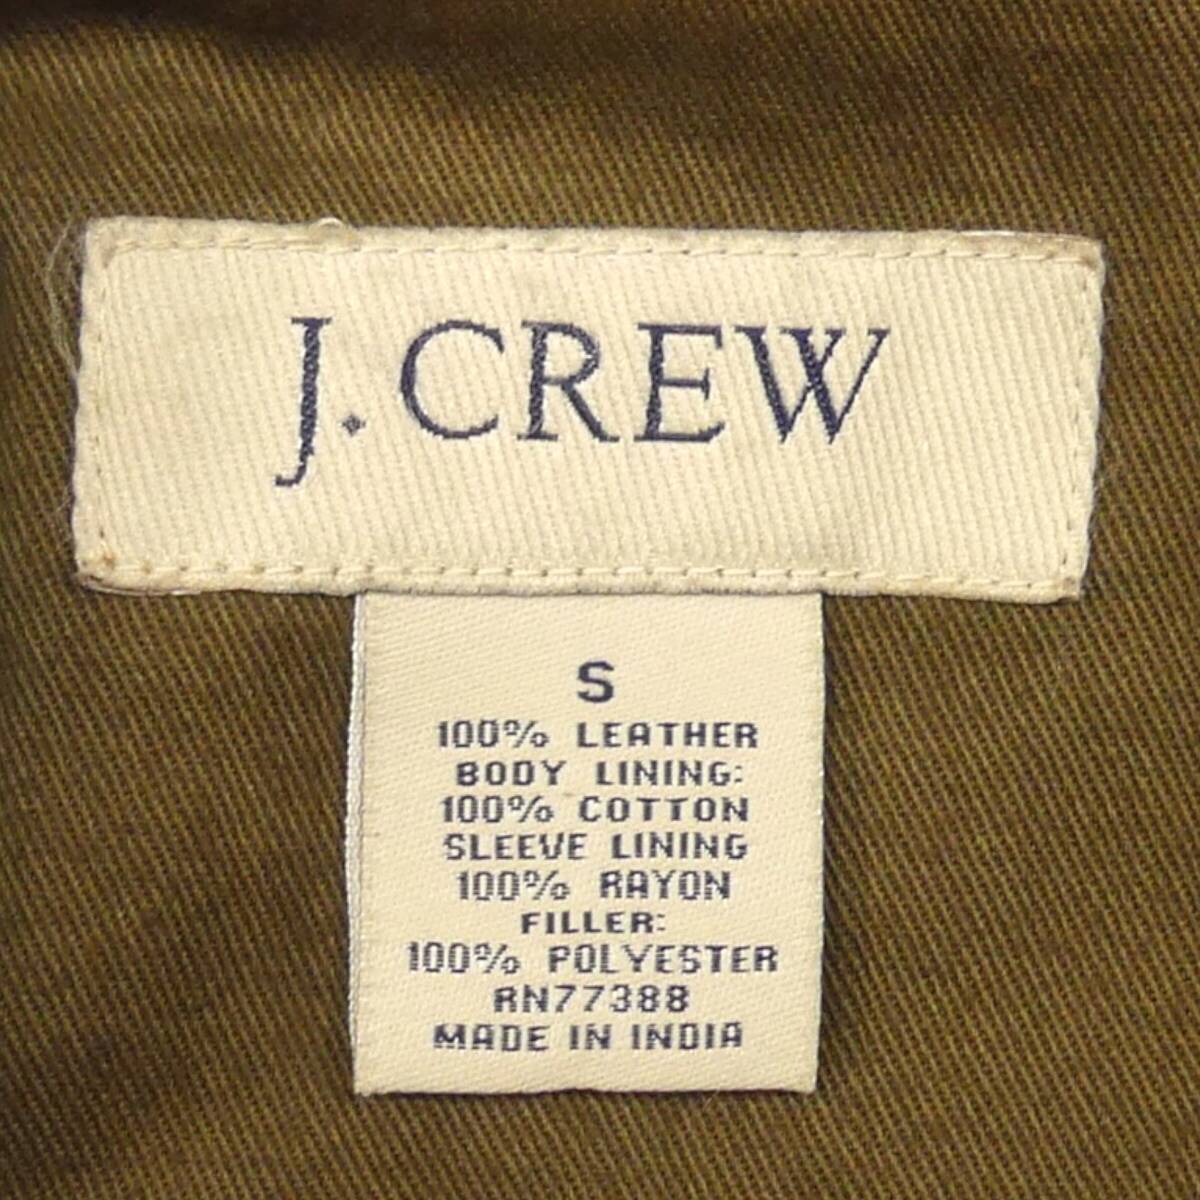 J. CREW
S
100% LEATHER
BODY LINING:
100% COTTON
SLEEVE LINING
100% RAYON
FILLER:
100% POLYESTER
RN77388
MADE IN INDIA